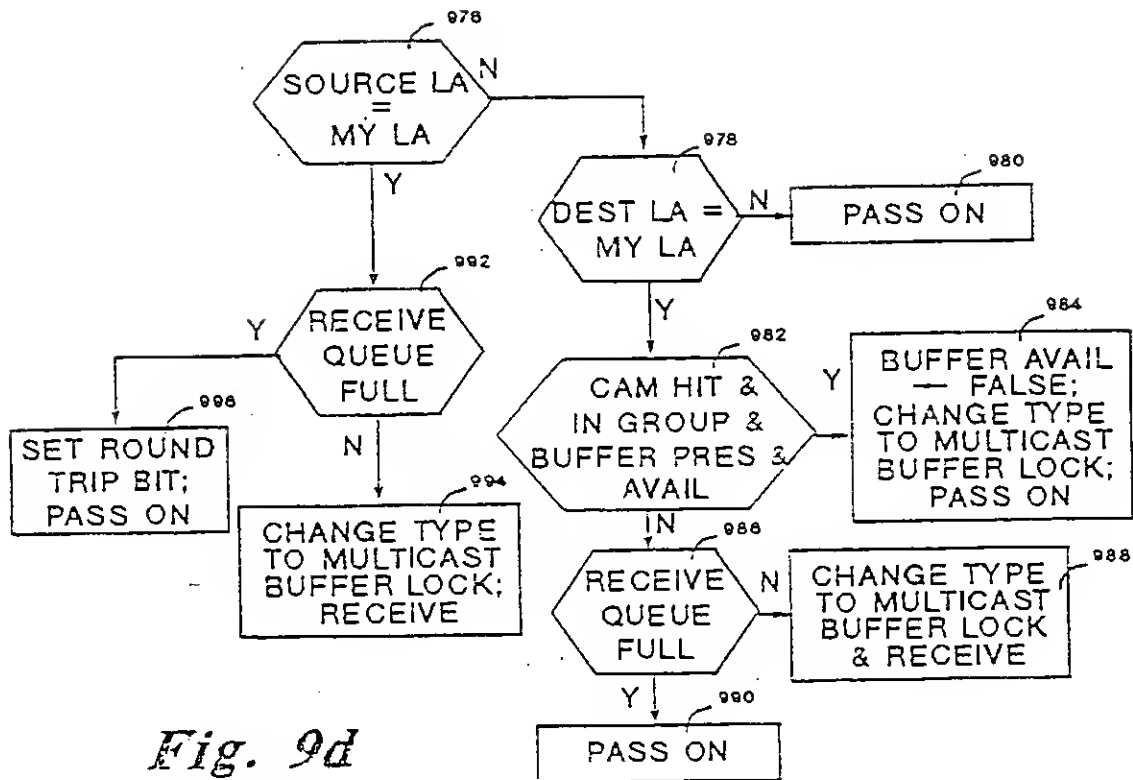 976
SOURCE LA
=
MY LA
N
Y
978
DEST LA =
MY LA
N
980
PASS ON
Y
992
RECEIVE
QUEUE
FULL
Y
N
982
CAM HIT &
IN GROUP &
BUFFER PRES &
AVAIL
Y
984
BUFFER AVAIL
← FALSE;
CHANGE TYPE
TO MULTICAST
BUFFER LOCK;
PASS ON
996
SET ROUND
TRIP BIT;
PASS ON
994
CHANGE TYPE
TO MULTICAST
BUFFER LOCK;
RECEIVE
N
986
RECEIVE
QUEUE
FULL
N
988
CHANGE TYPE
TO MULTICAST
BUFFER LOCK
& RECEIVE
Y
990
PASS ON
Fig. 9d